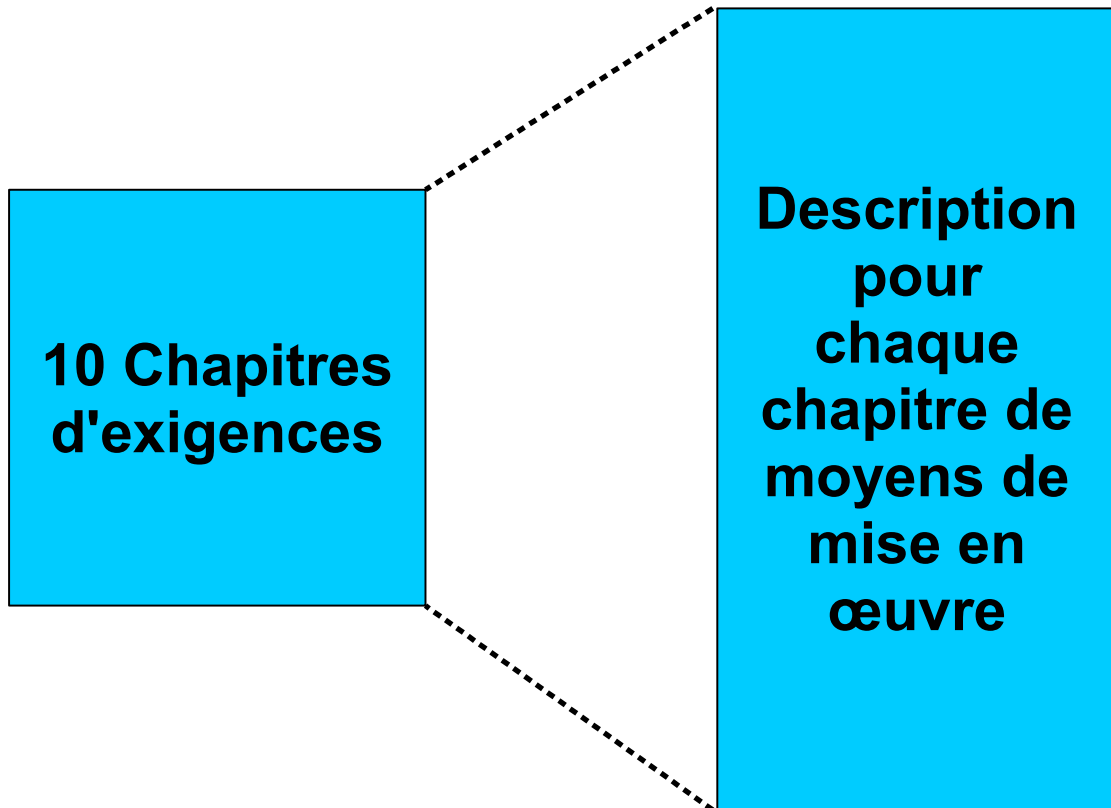 10 Chapitres
d'exigences
Description
pour
chaque
chapitre de
moyens de
mise en
œuvre